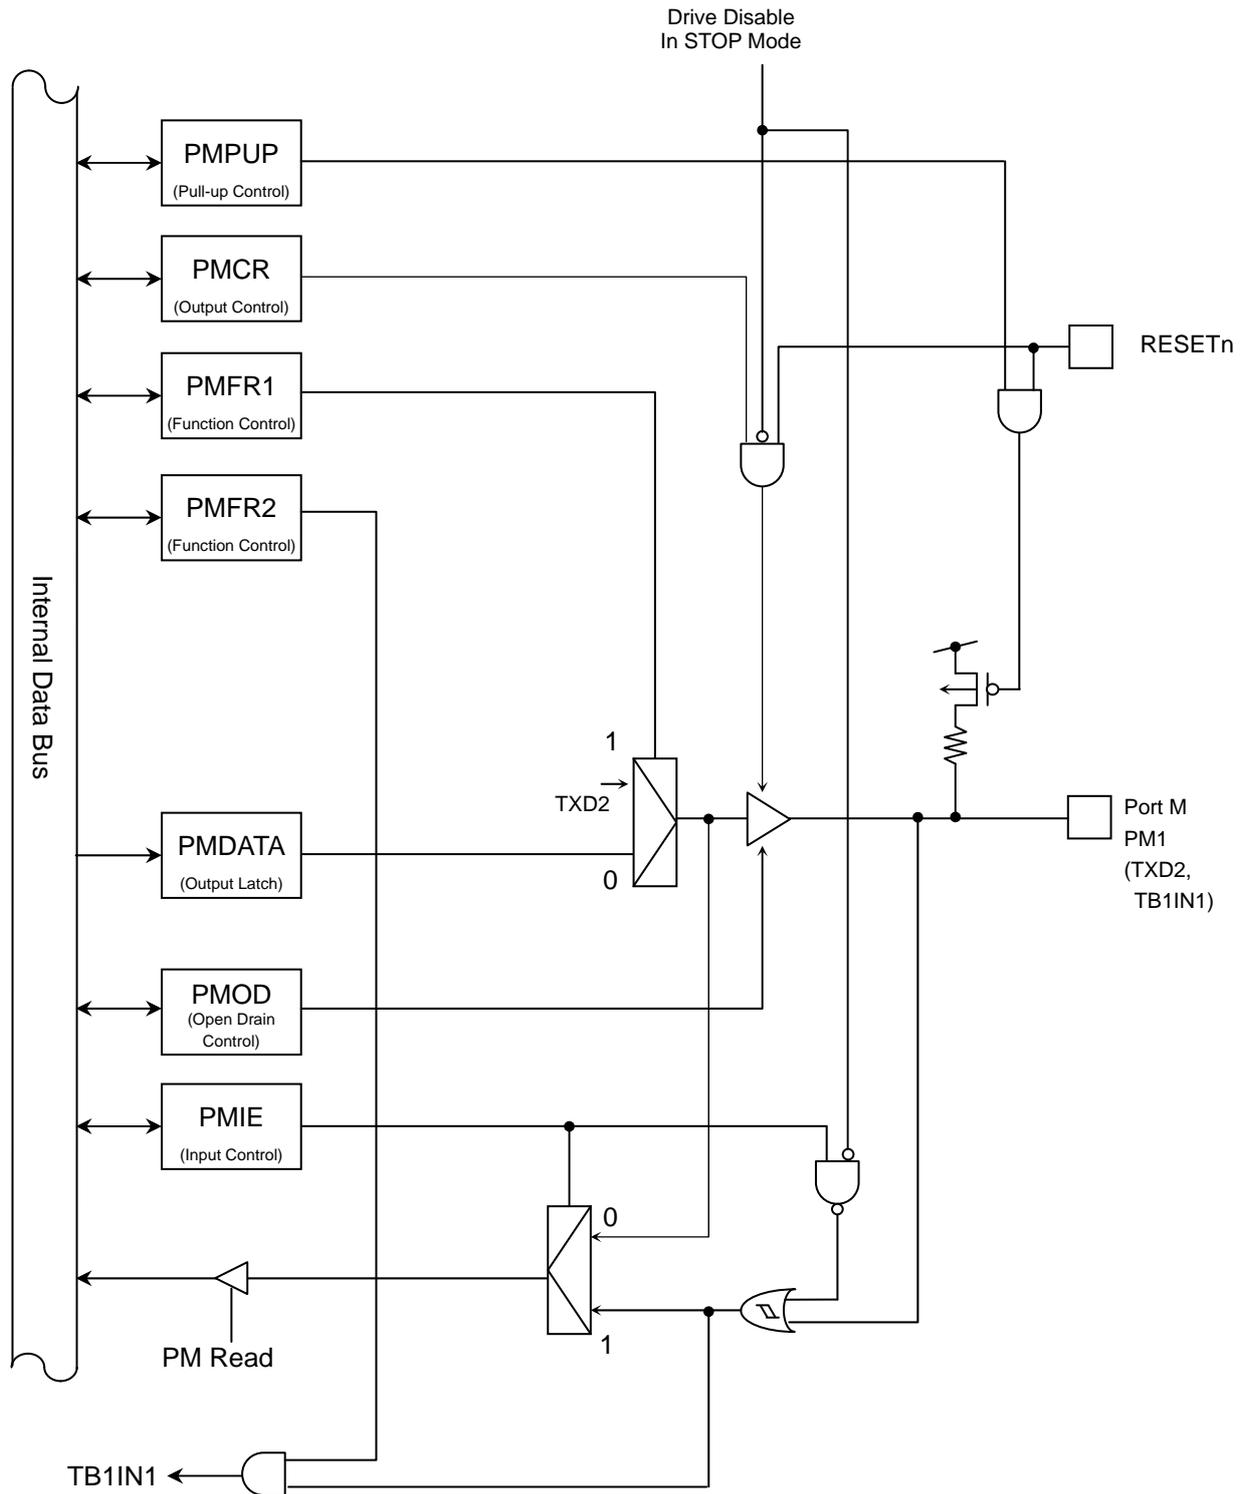 Drive Disable
In STOP Mode
PMPUP
(Pull-up Control)
PMCR
(Output Control)
RESETn
PMFR1
(Function Control)
PMFR2
(Function Control)
Internal Data Bus
1
TXD2
0
Port M
PM1
(TXD2,
TB1IN1)
PMDATA
(Output Latch)
PMOD
(Open Drain
Control)
PMIE
(Input Control)
0
1
PM Read
TB1IN1